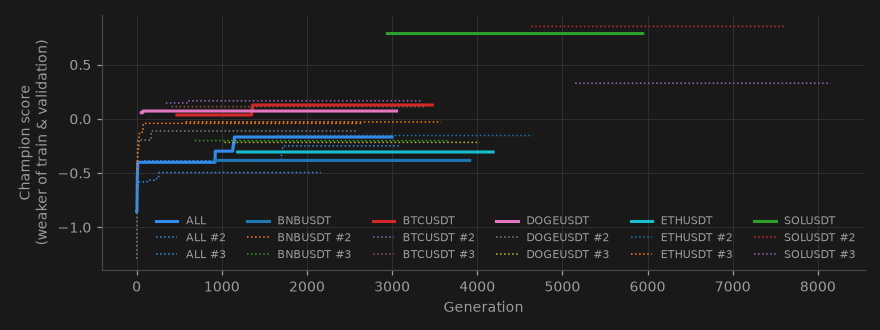 Champion score
(weaker of train & validation)
0.5
0.0
−0.5
−1.0
ALL
BNBUSDT
BTCUSDT
DOGEUSDT
ETHUSDT
SOLUSDT
ALL #2
BNBUSDT #2
BTCUSDT #2
DOGEUSDT #2
ETHUSDT #2
SOLUSDT #2
ALL #3
BNBUSDT #3
BTCUSDT #3
DOGEUSDT #3
ETHUSDT #3
SOLUSDT #3
0 1000 2000 3000 4000 5000 6000 7000 8000
Generation